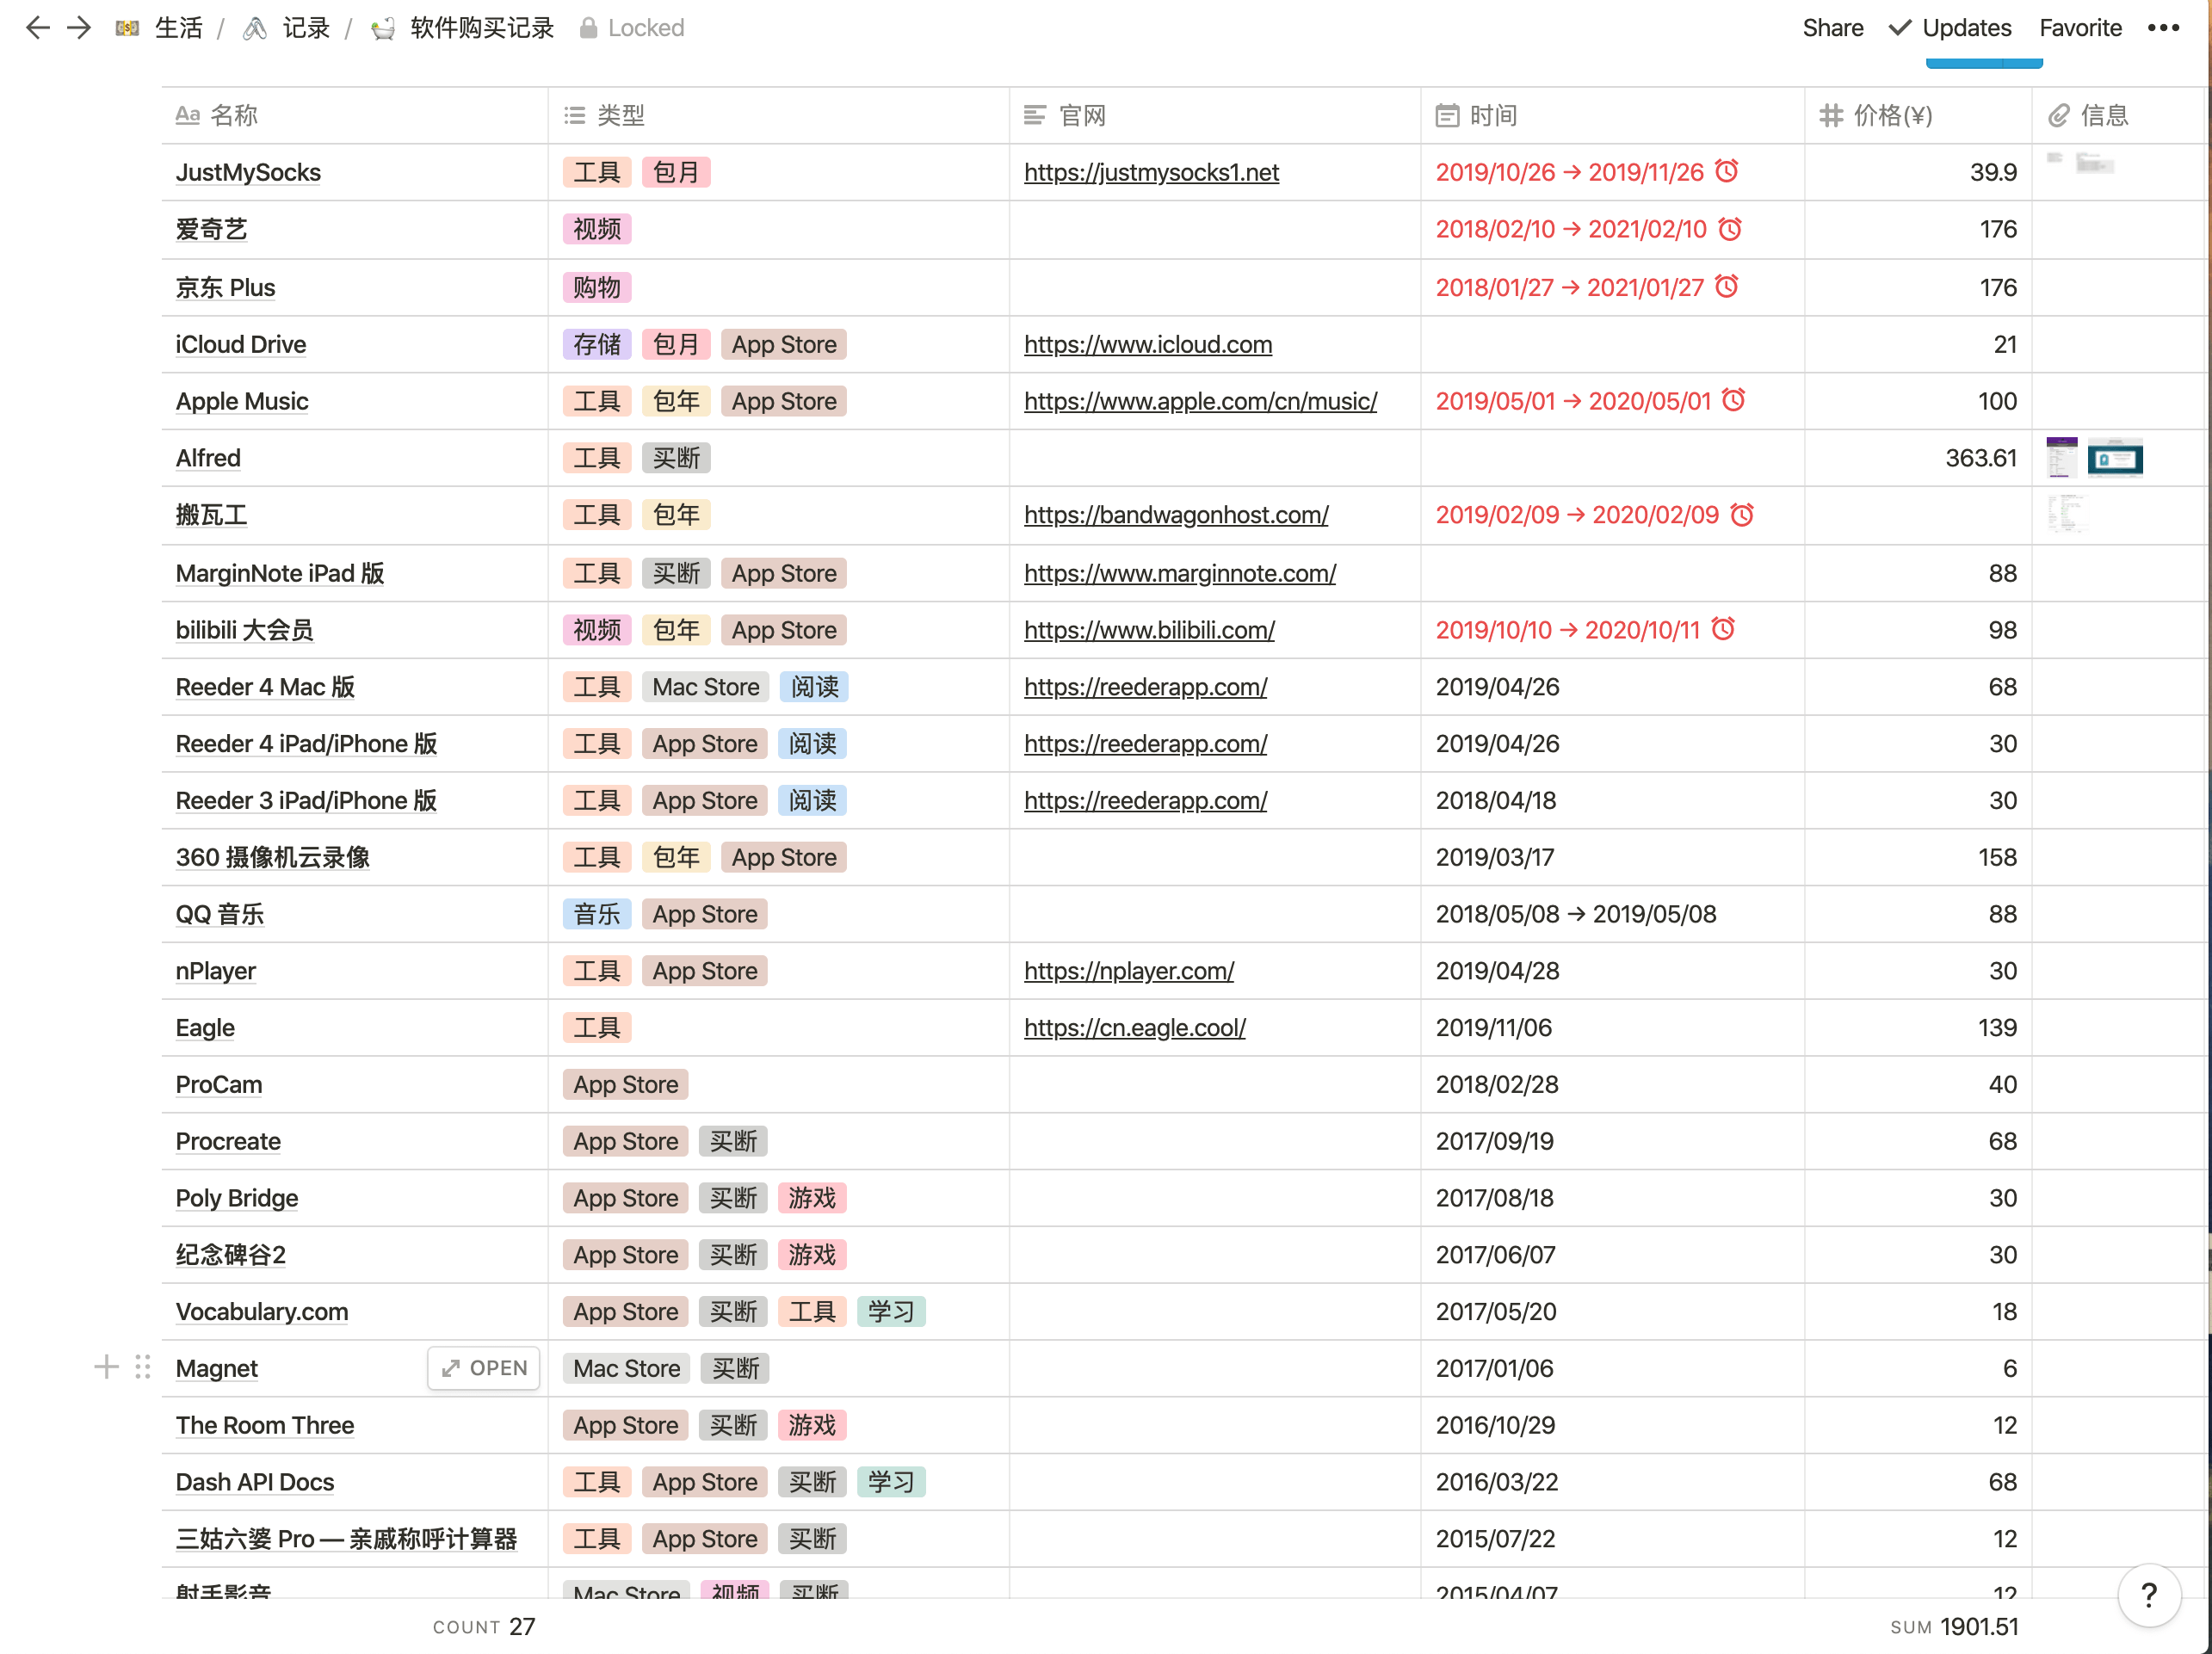 生活 / 记录 / 软件购买记录 Locked Share Updates Favorite
Aa 名称 类型 官网 时间 价格(¥) 信息
JustMySocks 工具 包月 https://justmysocks1.net 2019/10/26 → 2019/11/26 39.9
爱奇艺 视频 2018/02/10 → 2021/02/10 176
京东 Plus 购物 2018/01/27 → 2021/01/27 176
iCloud Drive 存储 包月 App Store https://www.icloud.com 21
Apple Music 工具 包年 App Store https://www.apple.com/cn/music/ 2019/05/01 → 2020/05/01 100
Alfred 工具 买断 363.61
搬瓦工 工具 包年 https://bandwagonhost.com/ 2019/02/09 → 2020/02/09
MarginNote iPad 版 工具 买断 App Store https://www.marginnote.com/ 88
bilibili 大会员 视频 包年 App Store https://www.bilibili.com/ 2019/10/10 → 2020/10/11 98
Reeder 4 Mac 版 工具 Mac Store 阅读 https://reederapp.com/ 2019/04/26 68
Reeder 4 iPad/iPhone 版 工具 App Store 阅读 https://reederapp.com/ 2019/04/26 30
Reeder 3 iPad/iPhone 版 工具 App Store 阅读 https://reederapp.com/ 2018/04/18 30
360 摄像机云录像 工具 包年 App Store 2019/03/17 158
QQ 音乐 音乐 App Store 2018/05/08 → 2019/05/08 88
nPlayer 工具 App Store https://nplayer.com/ 2019/04/28 30
Eagle 工具 https://cn.eagle.cool/ 2019/11/06 139
ProCam App Store 2018/02/28 40
Procreate App Store 买断 2017/09/19 68
Poly Bridge App Store 买断 游戏 2017/08/18 30
纪念碑谷2 App Store 买断 游戏 2017/06/07 30
Vocabulary.com App Store 买断 工具 学习 2017/05/20 18
Magnet OPEN Mac Store 买断 2017/01/06 6
The Room Three App Store 买断 游戏 2016/10/29 12
Dash API Docs 工具 App Store 买断 学习 2016/03/22 68
三姑六婆 Pro — 亲戚称呼计算器 工具 App Store 买断 2015/07/22 12
射手影音 Mac Store 视频 买断 2015/04/07 12
COUNT 27 SUM 1901.51
?